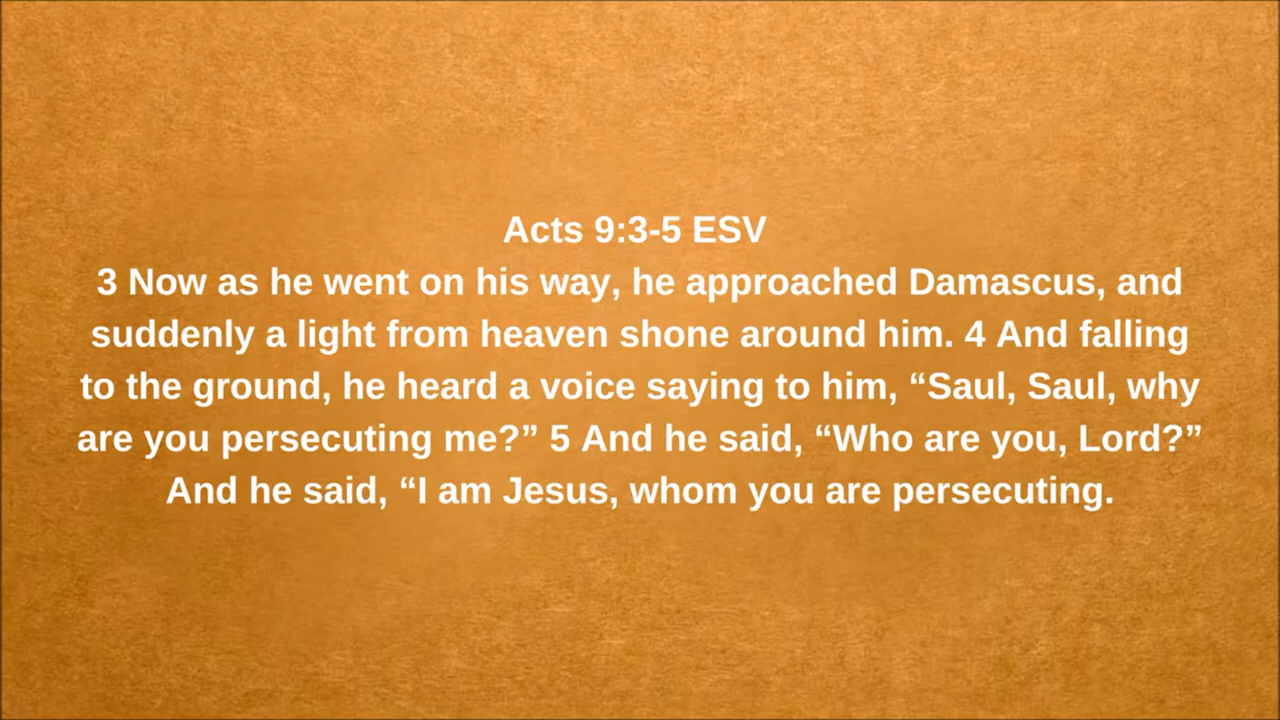 Acts 9:3-5 ESV
3 Now as he went on his way, he approached Damascus, and
suddenly a light from heaven shone around him. 4 And falling
to the ground, he heard a voice saying to him, “Saul, Saul, why
are you persecuting me?” 5 And he said, “Who are you, Lord?”
And he said, “I am Jesus, whom you are persecuting.